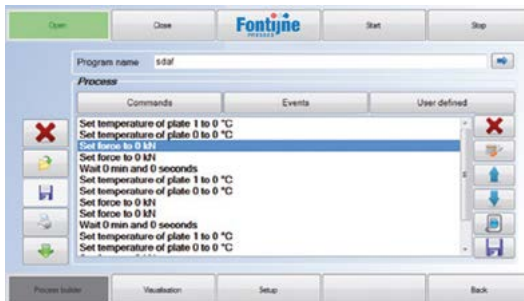 Open
Close
Fontijne
PRESSES
Start
Stop
Program name
sdaf
Process
Commands
Events
User defined
Set temperature of plate 1 to 0 °C
Set temperature of plate 0 to 0 °C
Set force to 0 kN
Set force to 0 kN
Wait 0 min and 0 seconds
Set temperature of plate 1 to 0 °C
Set temperature of plate 0 to 0 °C
Set force to 0 kN
Set force to 0 kN
Wait 0 min and 0 seconds
Set temperature of plate 1 to 0 °C
Set temperature of plate 0 to 0 °C
Process builder
Visualisation
Setup
Back